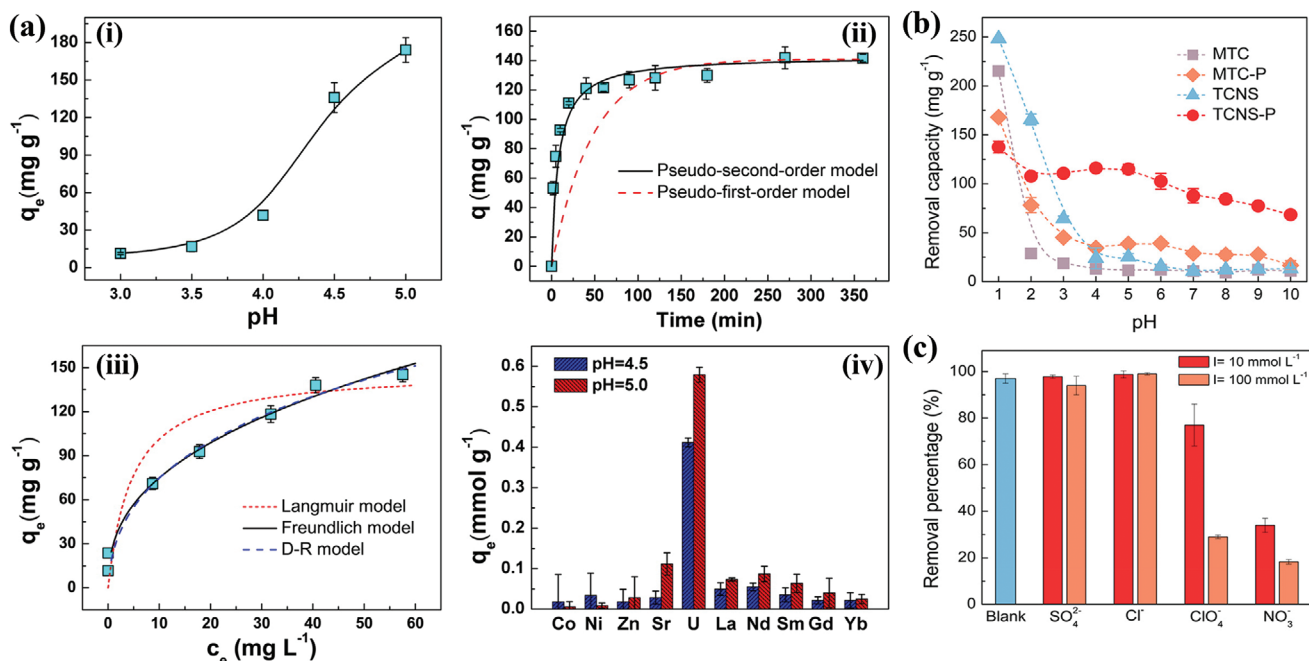 (a)
(i)
180
150
120
90
60
30
0
qₑ(mg g⁻¹)
3.0 3.5 4.0 4.5 5.0
pH
(ii)
180
160
140
120
100
80
60
40
20
0
q (mg g⁻¹)
Pseudo-second-order model
Pseudo-first-order model
0 50 100 150 200 250 300 350
Time (min)
(b)
250
200
150
100
50
0
Removal capacity (mg g⁻¹)
MTC
MTC-P
TCNS
TCNS-P
1 2 3 4 5 6 7 8 9 10
pH
(iii)
150
120
90
60
30
0
qₑ(mg g⁻¹)
Langmuir model
Freundlich model
D-R model
0 10 20 30 40 50 60
cₑ (mg L⁻¹)
(iv)
pH=4.5
pH=5.0
0.6
0.5
0.4
0.3
0.2
0.1
0.0
qₑ(mmol g⁻¹)
Co Ni Zn Sr U La Nd Sm Gd Yb
(c)
I= 10 mmol L⁻¹
I= 100 mmol L⁻¹
100
80
60
40
20
0
Removal percentage (%)
Blank SO₄²⁻ Cl⁻ ClO₄⁻ NO₃⁻